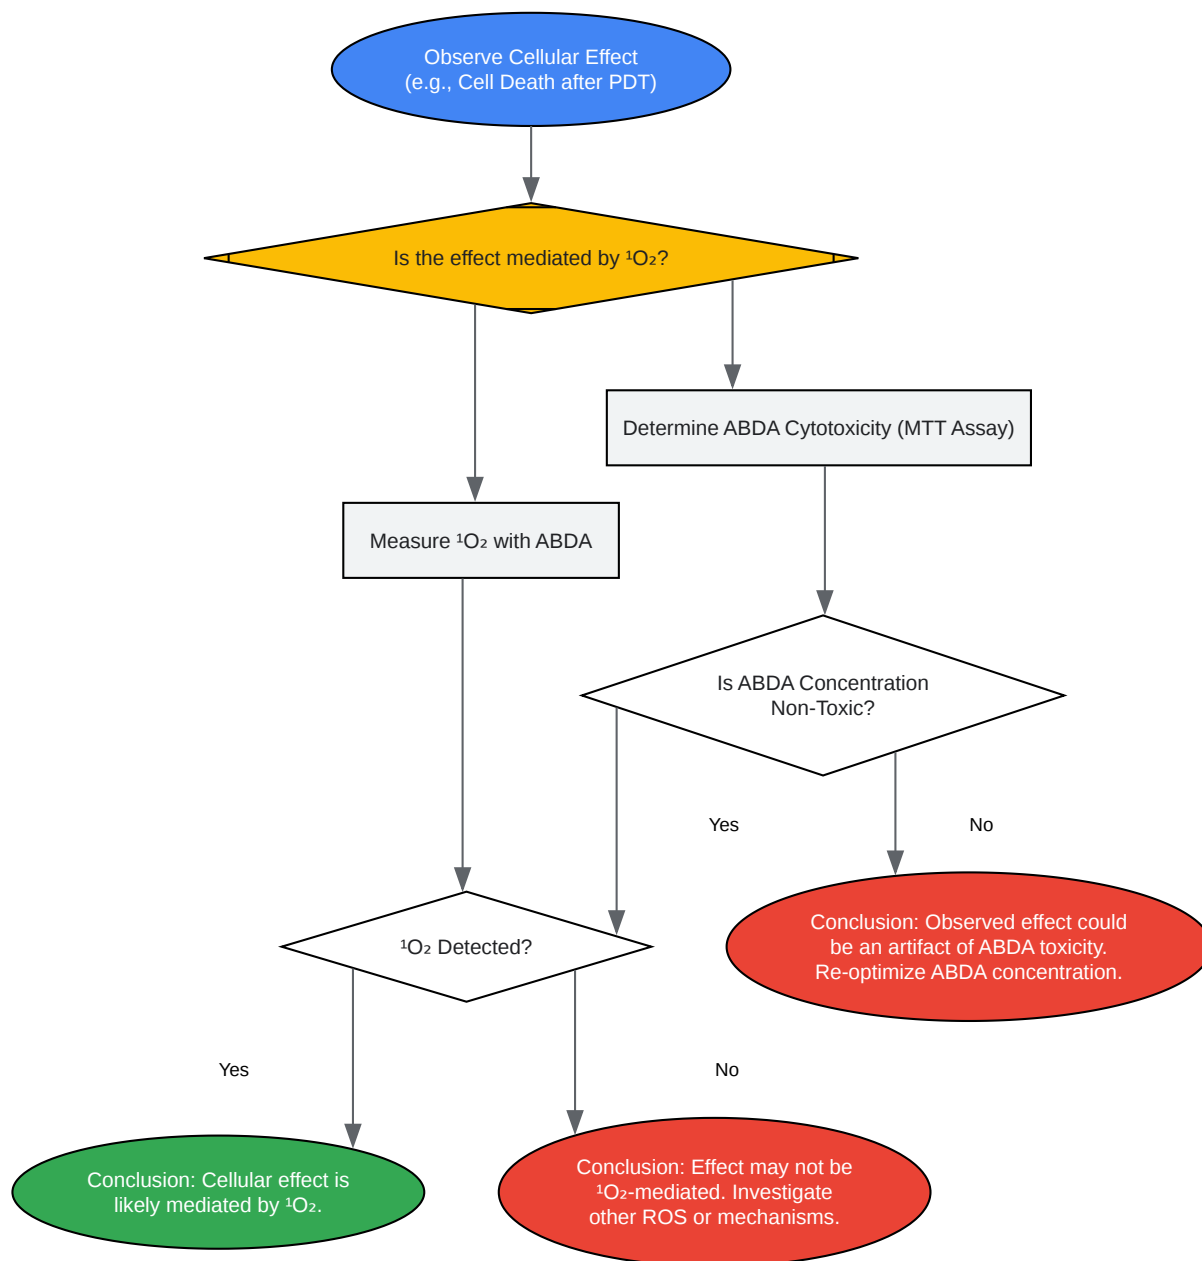 Observe Cellular Effect
(e.g., Cell Death after PDT)
Is the effect mediated by ¹O₂?
Determine ABDA Cytotoxicity (MTT Assay)
Measure ¹O₂ with ABDA
Is ABDA Concentration
Non-Toxic?
Yes
No
Conclusion: Observed effect could
be an artifact of ABDA toxicity.
Re-optimize ABDA concentration.
¹O₂ Detected?
Yes
No
Conclusion: Cellular effect is
likely mediated by ¹O₂.
Conclusion: Effect may not be
¹O₂-mediated. Investigate
other ROS or mechanisms.